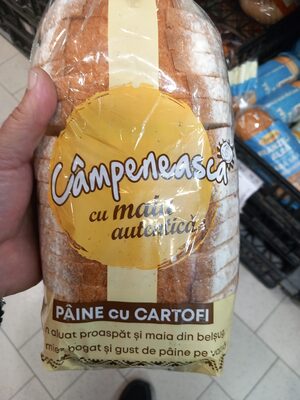 Câmpenească
cu maia
autentică
PÂINE cu CARTOFI
n aluat proaspăt și maia din belșug
miez bogat și gust de pâine pe